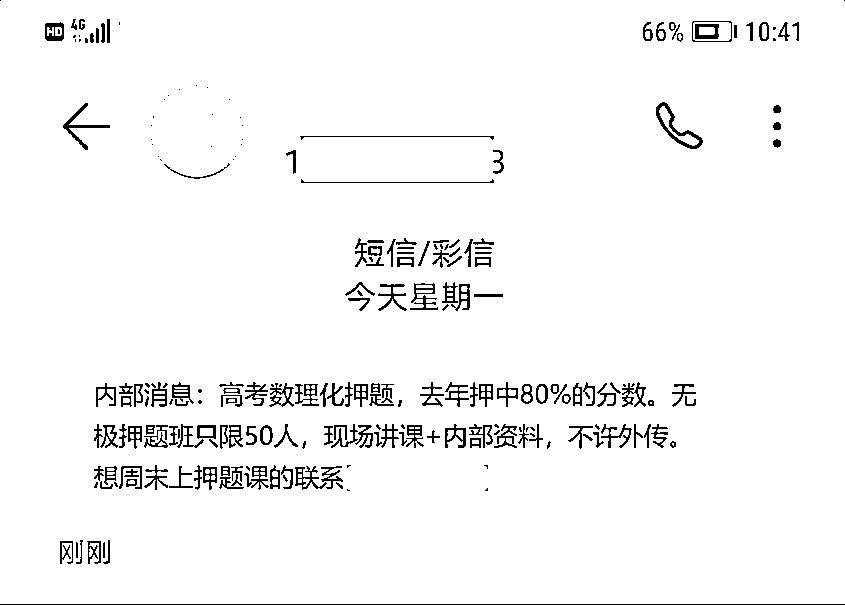 HD 4G 66% 10:41
1 3
短信/彩信
今天星期一
内部消息：高考数理化押题，去年押中80%的分数。无
极押题班只限50人，现场讲课+内部资料，不许外传。
想周末上押题课的联系
刚刚